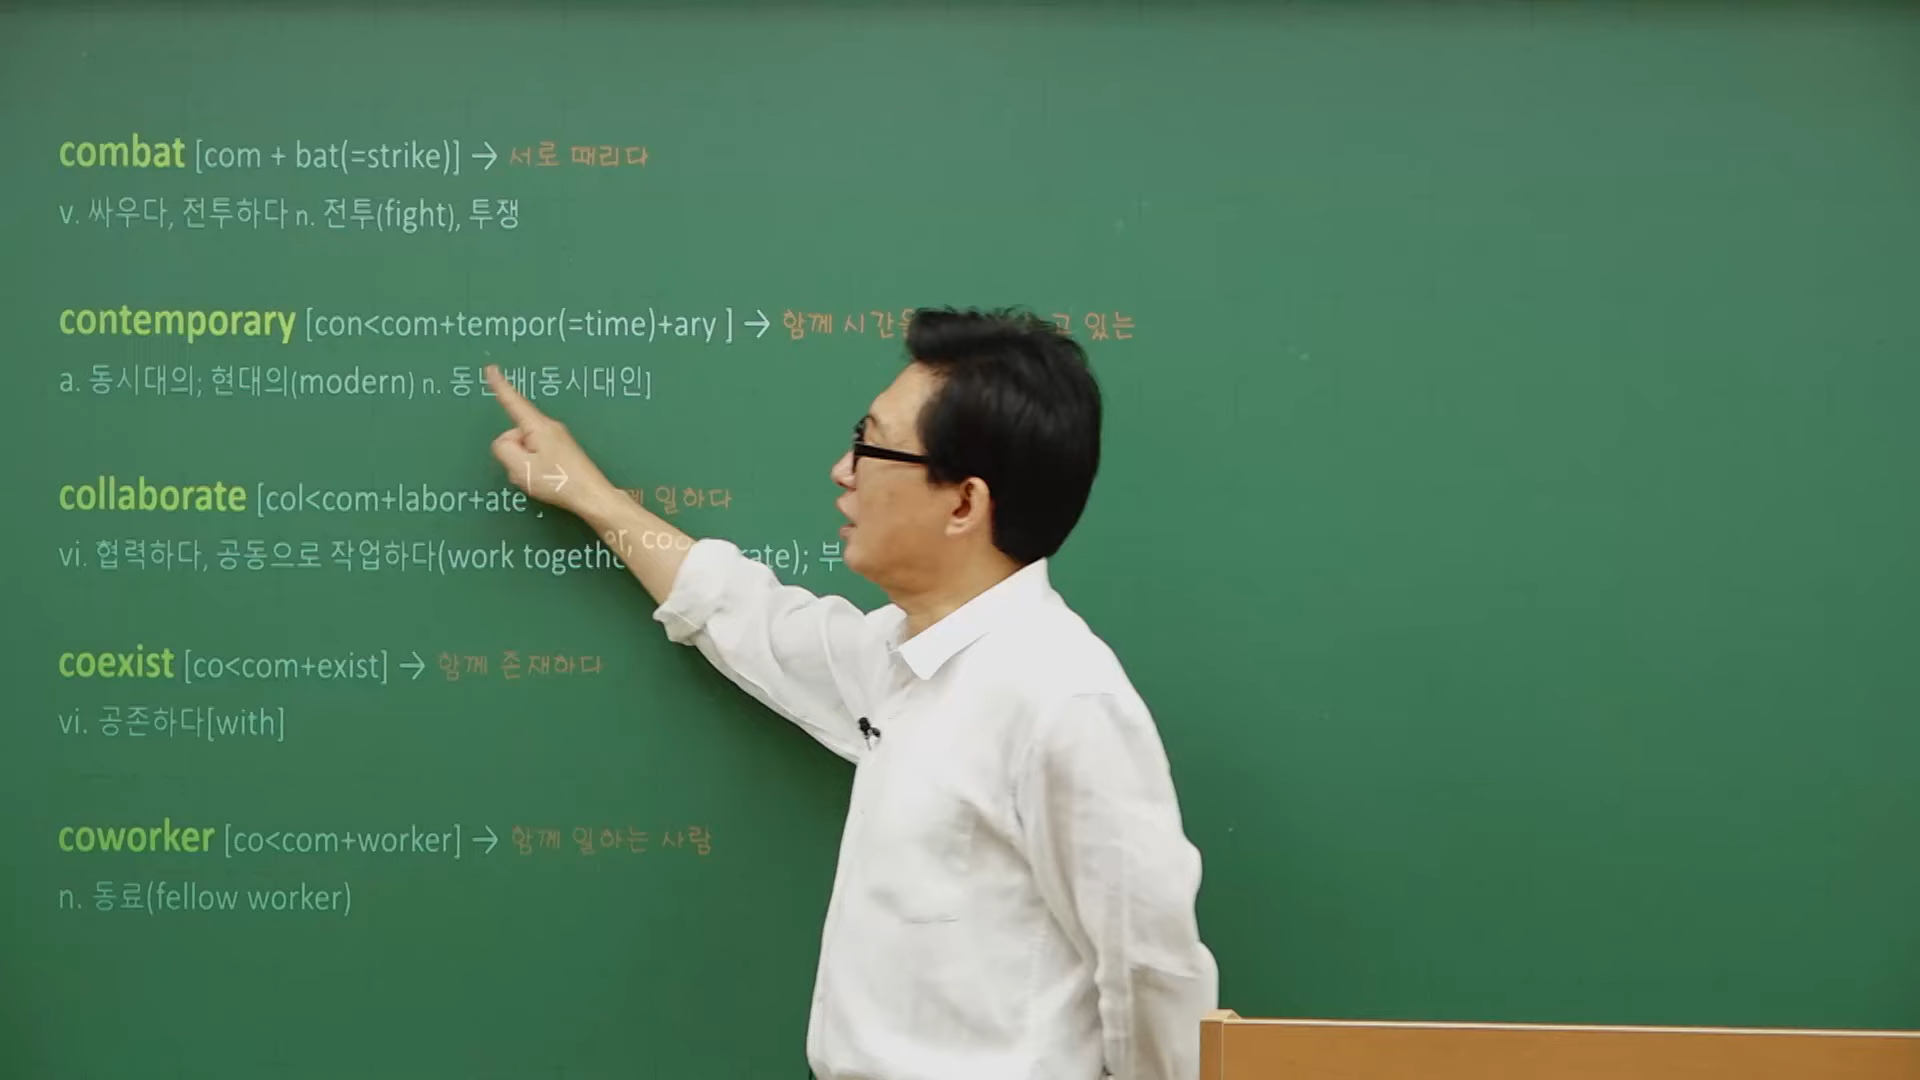 combat [com + bat(=strike)] → 서로 때리다
v. 싸우다, 전투하다 n. 전투(fight), 투쟁
contemporary [con<com+tempor(=time)+ary ] → 함께 시간을 있는
a. 동시대의; 현대의(modern) n. 동년배[동시대인]
collaborate [col<com+labor+ate ] → 일하다
vi. 협력하다, 공동으로 작업하다(work together,
coexist [co<com+exist] → 함께 존재하다
vi. 공존하다[with]
coworker [co<com+worker] → 함께 일하는 사람
n. 동료(fellow worker)